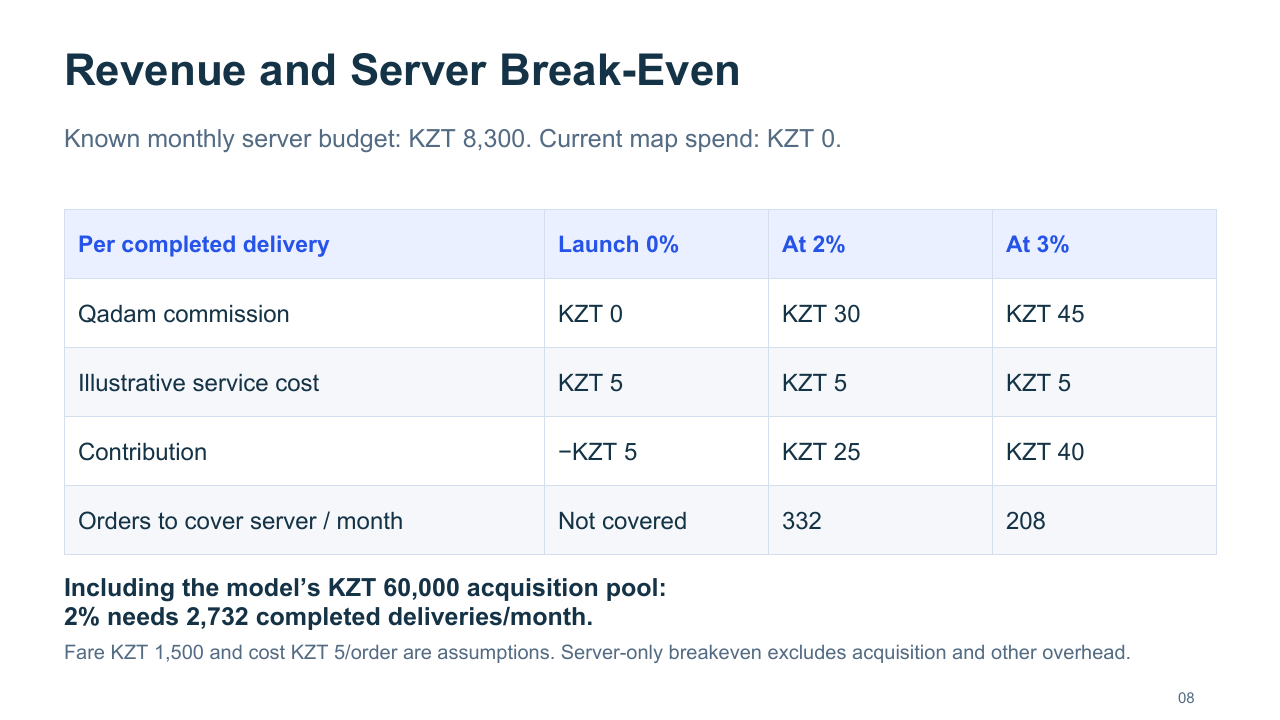 Revenue and Server Break-Even
Known monthly server budget: KZT 8,300. Current map spend: KZT 0.
Per completed delivery Launch 0% At 2% At 3%
Qadam commission KZT 0 KZT 30 KZT 45
Illustrative service cost KZT 5 KZT 5 KZT 5
Contribution −KZT 5 KZT 25 KZT 40
Orders to cover server / month Not covered 332 208
Including the model’s KZT 60,000 acquisition pool:
2% needs 2,732 completed deliveries/month.
Fare KZT 1,500 and cost KZT 5/order are assumptions. Server-only breakeven excludes acquisition and other overhead.
08